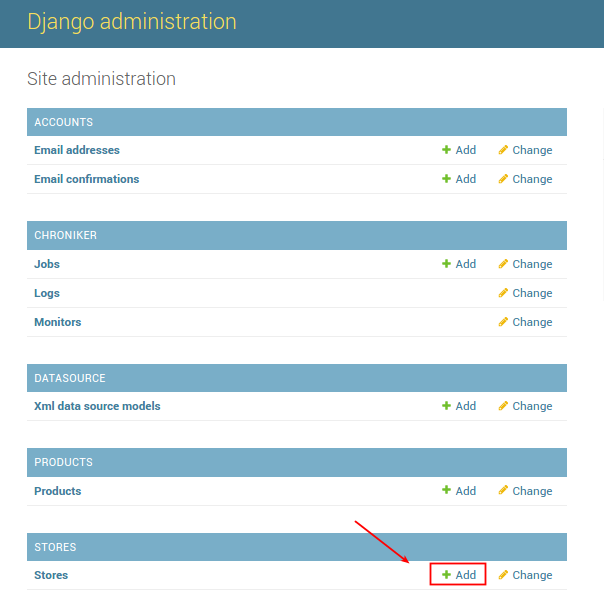 Django administration
Site administration
ACCOUNTS
Email addresses Add Change
Email confirmations Add Change
CHRONIKER
Jobs Add Change
Logs Change
Monitors Change
DATASOURCE
Xml data source models Add Change
PRODUCTS
Products Add Change
STORES
Stores Add Change